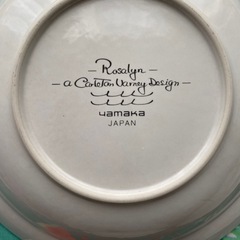 - Rosalyn -
- a Carleton Varney Design -
yamaka
JAPAN